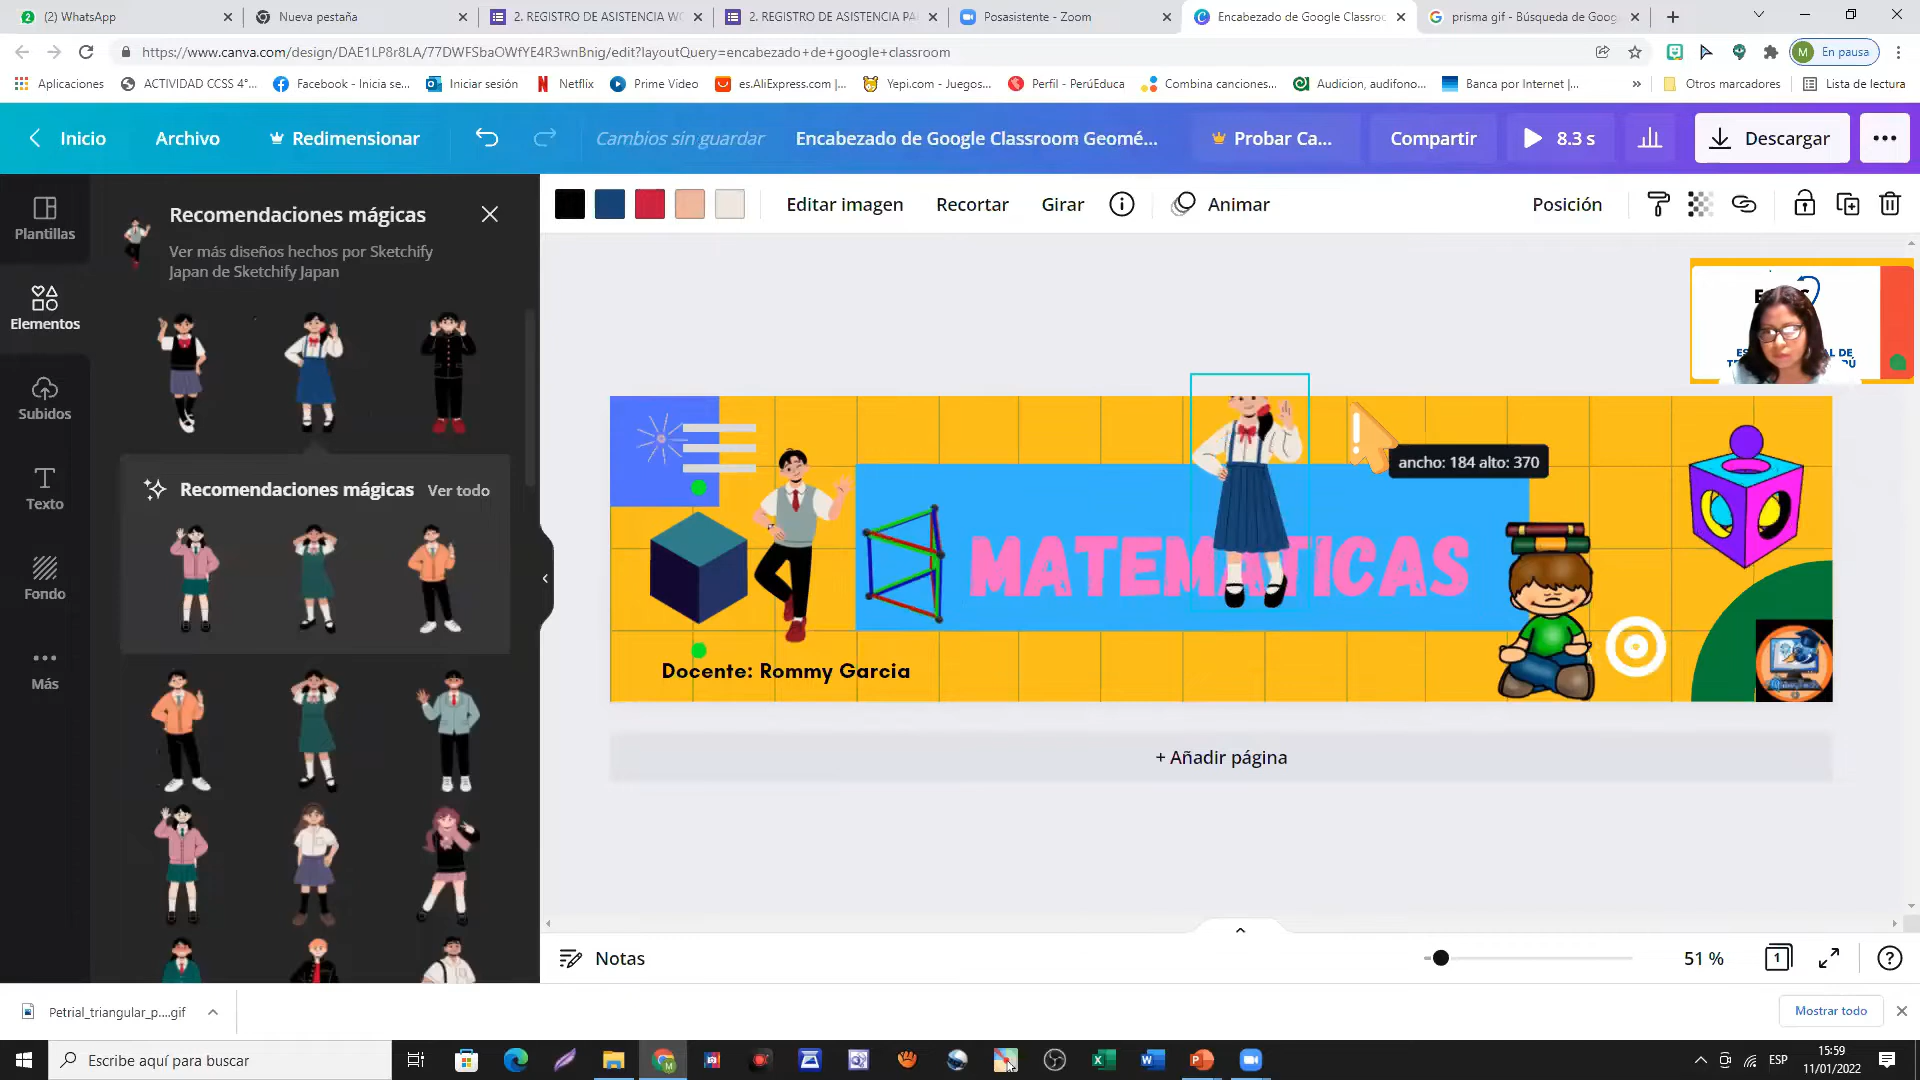 (2) WhatsApp
Nueva pestaña
2. REGISTRO DE ASISTENCIA WO
2. REGISTRO DE ASISTENCIA PA
Posasistente - Zoom
Encabezado de Google Classroo
prisma gif - Búsqueda de Goog
https://www.canva.com/design/DAE1LP8r8LA/77DWFSbaOWfYE4R3wnBnig/edit?layoutQuery=encabezado+de+google+classroom
M En pausa
Aplicaciones
ACTIVIDAD CCSS 4°...
Facebook - Inicia se...
Iniciar sesión
Netflix
Prime Video
es.AliExpress.com |...
Yepi.com - Juegos...
Perfil - PerúEduca
Combina canciones...
Audicion, audifono...
Banca por Internet |...
»
Otros marcadores
Lista de lectura
Inicio
Archivo
Redimensionar
Cambios sin guardar
Encabezado de Google Classroom Geomé...
Probar Ca...
Compartir
8.3 s
Descargar
Plantillas
Elementos
Subidos
Texto
Fondo
Más
Recomendaciones mágicas
Ver más diseños hechos por Sketchify
Japan de Sketchify Japan
Recomendaciones mágicas
Ver todo
Editar imagen
Recortar
Girar
Animar
Posición
ancho: 184 alto: 370
MATEMATICAS
Docente: Rommy Garcia
+ Añadir página
Notas
51 %
1
Petrial_triangular_p....gif
Mostrar todo
Escribe aquí para buscar
ESP
15:59
11/01/2022